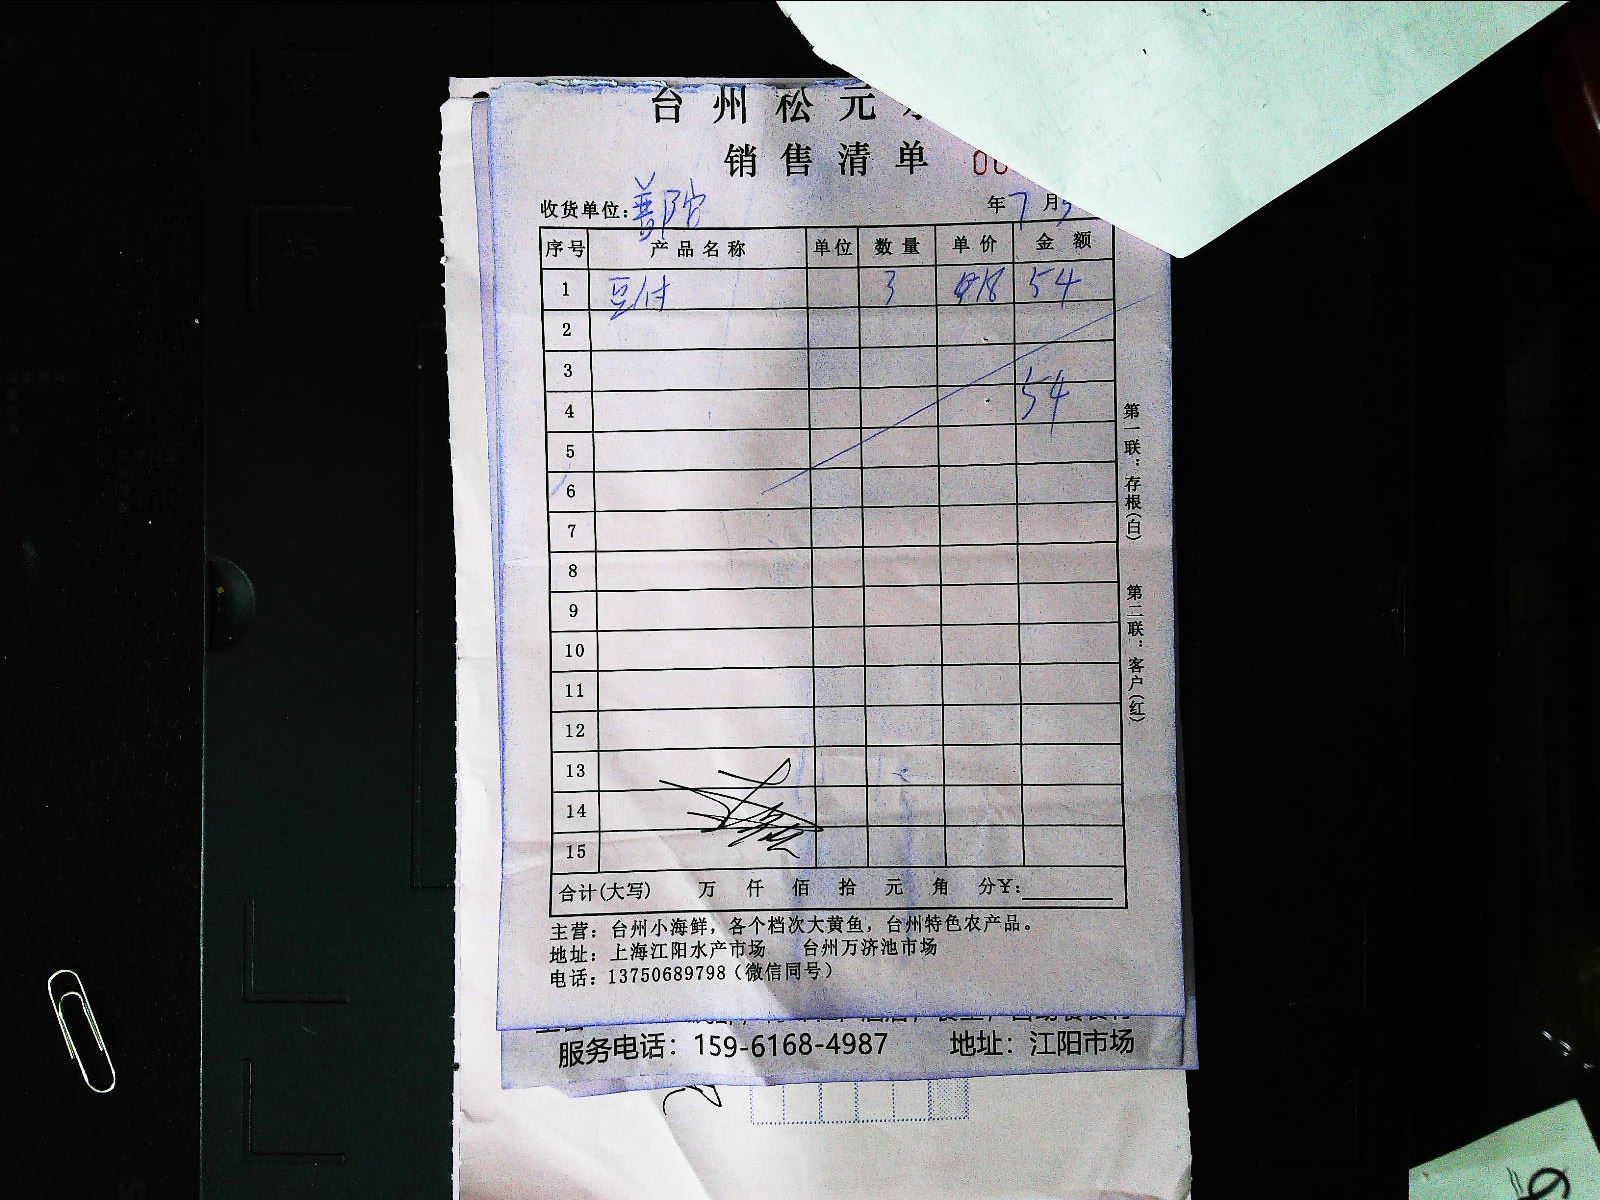 台州松元
销售清单 00
收货单位：普陀 年7月
序号 产品名称 单位 数量 单价 金额
1 豆付 3 18 54
2
3
4 54
5
6
7
8
9
10
11
12
13
14
15
合计(大写) 万 仟 佰 拾 元 角 分￥：
主营：台州小海鲜，各个档次大黄鱼，台州特色农产品。
地址：上海江阳水产市场 台州万济池市场
电话：13750689798（微信同号）
第一联：存根(白)
第二联：客户(红)
服务电话：159-6168-4987 地址：江阳市场